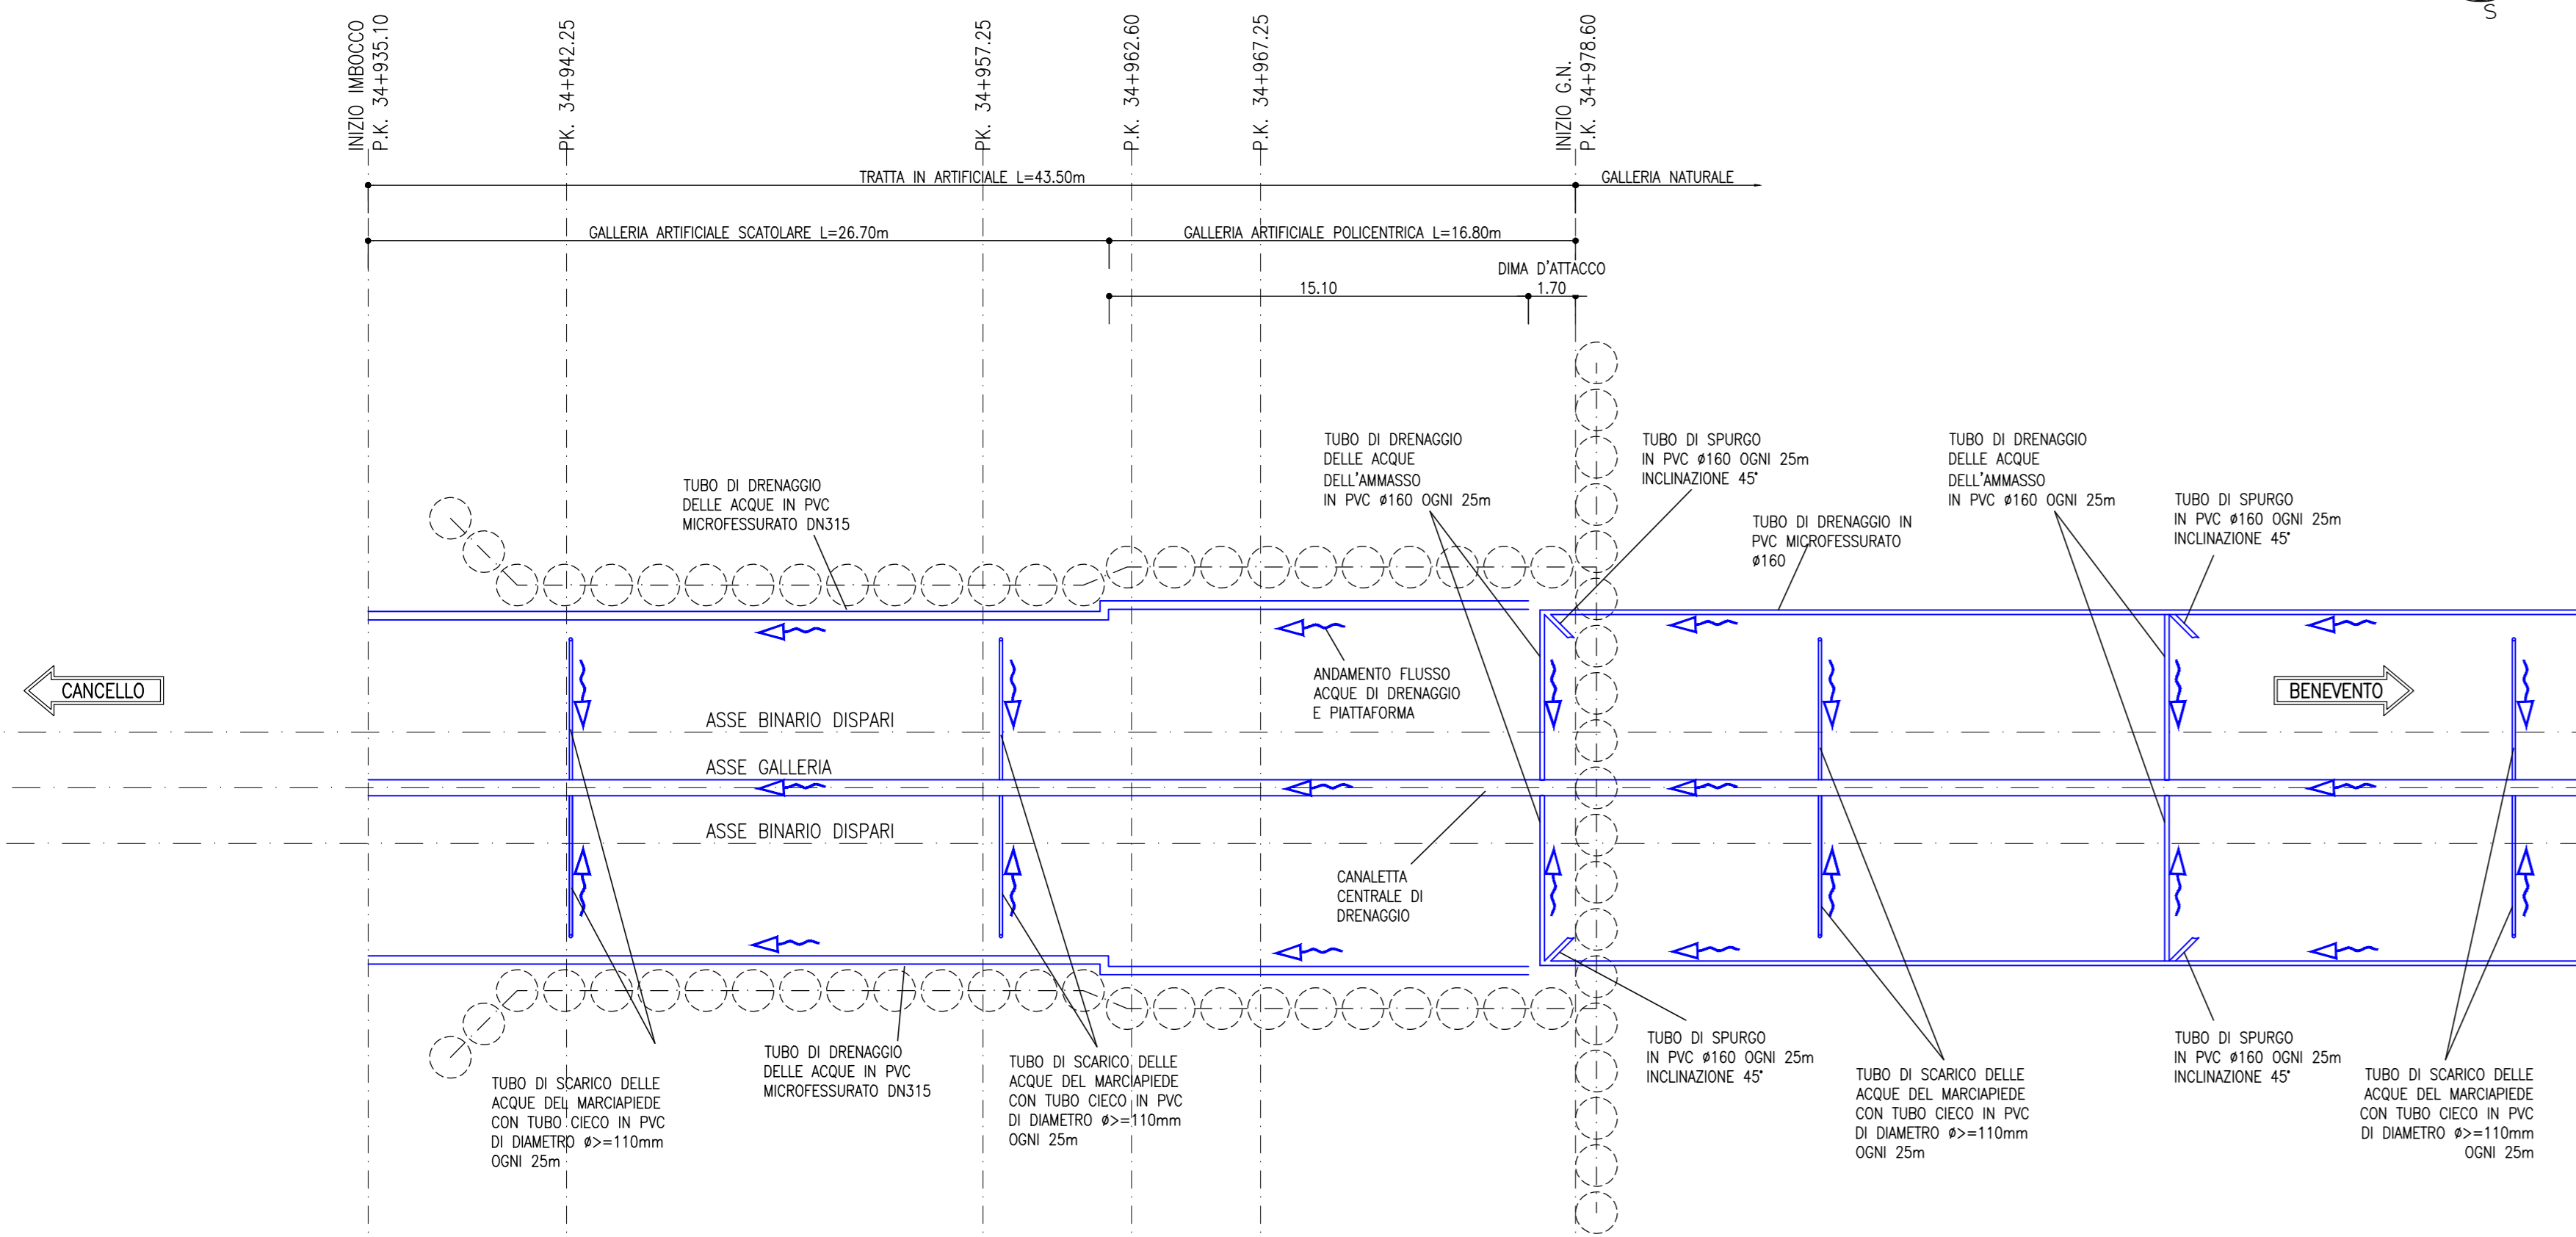 S
INIZIO IMBOCCO
P.K. 34+935.10
PK. 34+942.25
PK. 34+957.25
P.K. 34+962.60
P.K. 34+967.25
INIZIO G.N.
P.K. 34+978.60
TRATTA IN ARTIFICIALE L=43.50m
GALLERIA NATURALE
GALLERIA ARTIFICIALE SCATOLARE L=26.70m
GALLERIA ARTIFICIALE POLICENTRICA L=16.80m
DIMA D'ATTACCO
15.10
1.70
TUBO DI DRENAGGIO
DELLE ACQUE IN PVC
MICROFESSURATO DN315
TUBO DI DRENAGGIO
DELLE ACQUE
DELL'AMMASSO
IN PVC ø160 OGNI 25m
TUBO DI SPURGO
IN PVC ø160 OGNI 25m
INCLINAZIONE 45°
TUBO DI DRENAGGIO IN
PVC MICROFESSURATO
ø160
TUBO DI DRENAGGIO
DELLE ACQUE
DELL'AMMASSO
IN PVC ø160 OGNI 25m
TUBO DI SPURGO
IN PVC ø160 OGNI 25m
INCLINAZIONE 45°
CANCELLO
ANDAMENTO FLUSSO
ACQUE DI DRENAGGIO
E PIATTAFORMA
BENEVENTO
ASSE BINARIO DISPARI
ASSE GALLERIA
ASSE BINARIO DISPARI
CANALETTA
CENTRALE DI
DRENAGGIO
TUBO DI SCARICO DELLE
ACQUE DEL MARCIAPIEDE
CON TUBO CIECO IN PVC
DI DIAMETRO ø>=110mm
OGNI 25m
TUBO DI DRENAGGIO
DELLE ACQUE IN PVC
MICROFESSURATO DN315
TUBO DI SCARICO DELLE
ACQUE DEL MARCIAPIEDE
CON TUBO CIECO IN PVC
DI DIAMETRO ø>=110mm
OGNI 25m
TUBO DI SPURGO
IN PVC ø160 OGNI 25m
INCLINAZIONE 45°
TUBO DI SCARICO DELLE
ACQUE DEL MARCIAPIEDE
CON TUBO CIECO IN PVC
DI DIAMETRO ø>=110mm
OGNI 25m
TUBO DI SPURGO
IN PVC ø160 OGNI 25m
INCLINAZIONE 45°
TUBO DI SCARICO DELLE
ACQUE DEL MARCIAPIEDE
CON TUBO CIECO IN PVC
DI DIAMETRO ø>=110mm
OGNI 25m